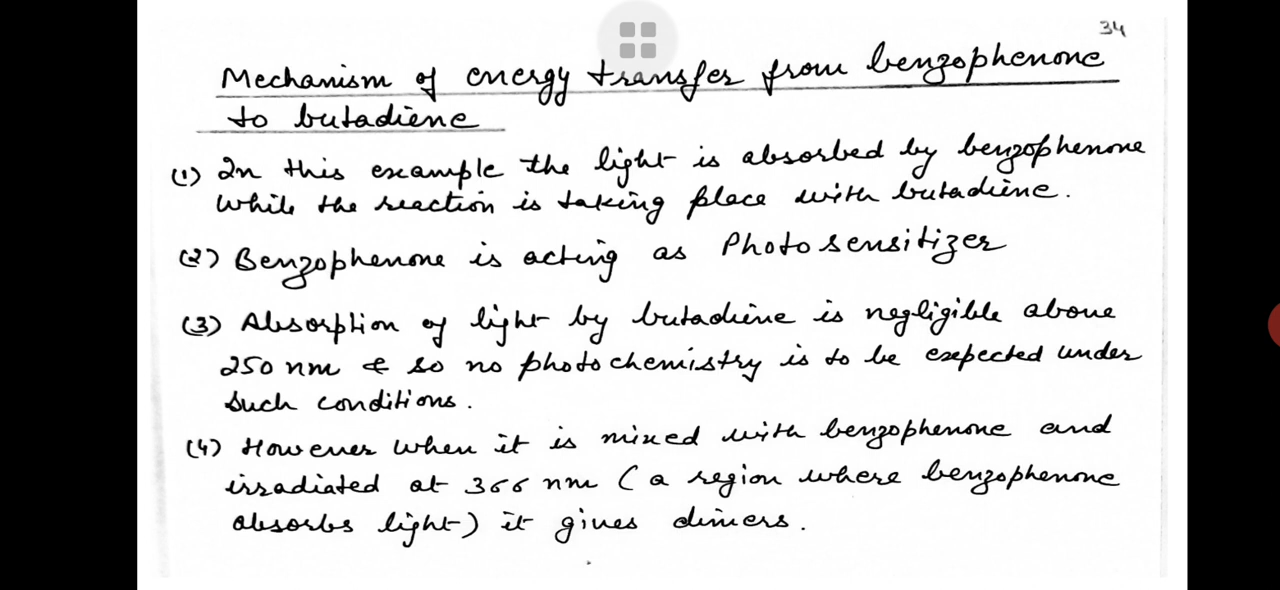 34
Mechanism of energy transfer from benzophenone
to butadiene
(1) In this example the light is absorbed by benzophenone
while the reaction is taking place with butadiene.
(2) Benzophenone is acting as Photosensitizer
(3) Absorption of light by butadiene is negligible above
250 nm & so no photochemistry is to be expected under
such conditions.
(4) However when it is mixed with benzophenone and
irradiated at 366 nm (a region where benzophenone
absorbs light) it gives dimers.